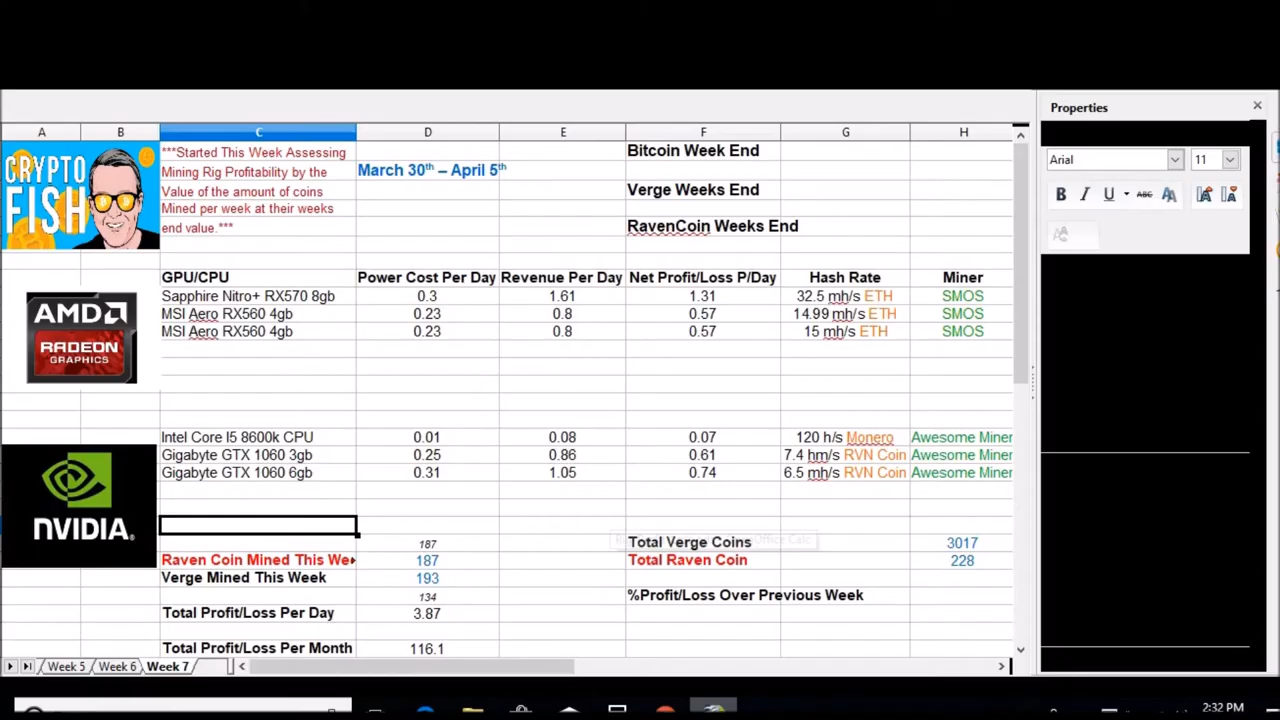 Properties
A B C D E F G H
CRYPTO
FISH
***Started This Week Assessing
Mining Rig Profitability by the
Value of the amount of coins
Mined per week at their weeks
end value.***
March 30th – April 5th
Bitcoin Week End
Verge Weeks End
RavenCoin Weeks End
Arial 11
B I U ABC A
GPU/CPU Power Cost Per Day Revenue Per Day Net Profit/Loss P/Day Hash Rate Miner
Sapphire Nitro+ RX570 8gb 0.3 1.61 1.31 32.5 mh/s ETH SMOS
MSI Aero RX560 4gb 0.23 0.8 0.57 14.99 mh/s ETH SMOS
MSI Aero RX560 4gb 0.23 0.8 0.57 15 mh/s ETH SMOS
AMD
RADEON
GRAPHICS
Intel Core I5 8600k CPU 0.01 0.08 0.07 120 h/s Monero Awesome Miner
Gigabyte GTX 1060 3gb 0.25 0.86 0.61 7.4 hm/s RVN Coin Awesome Miner
Gigabyte GTX 1060 6gb 0.31 1.05 0.74 6.5 mh/s RVN Coin Awesome Miner
NVIDIA.
187 Total Verge Coins 3017
Raven Coin Mined This We 187 Total Raven Coin 228
Verge Mined This Week 193
134 %Profit/Loss Over Previous Week
Total Profit/Loss Per Day 3.87
Total Profit/Loss Per Month 116.1
Week 5 Week 6 Week 7
2:32 PM